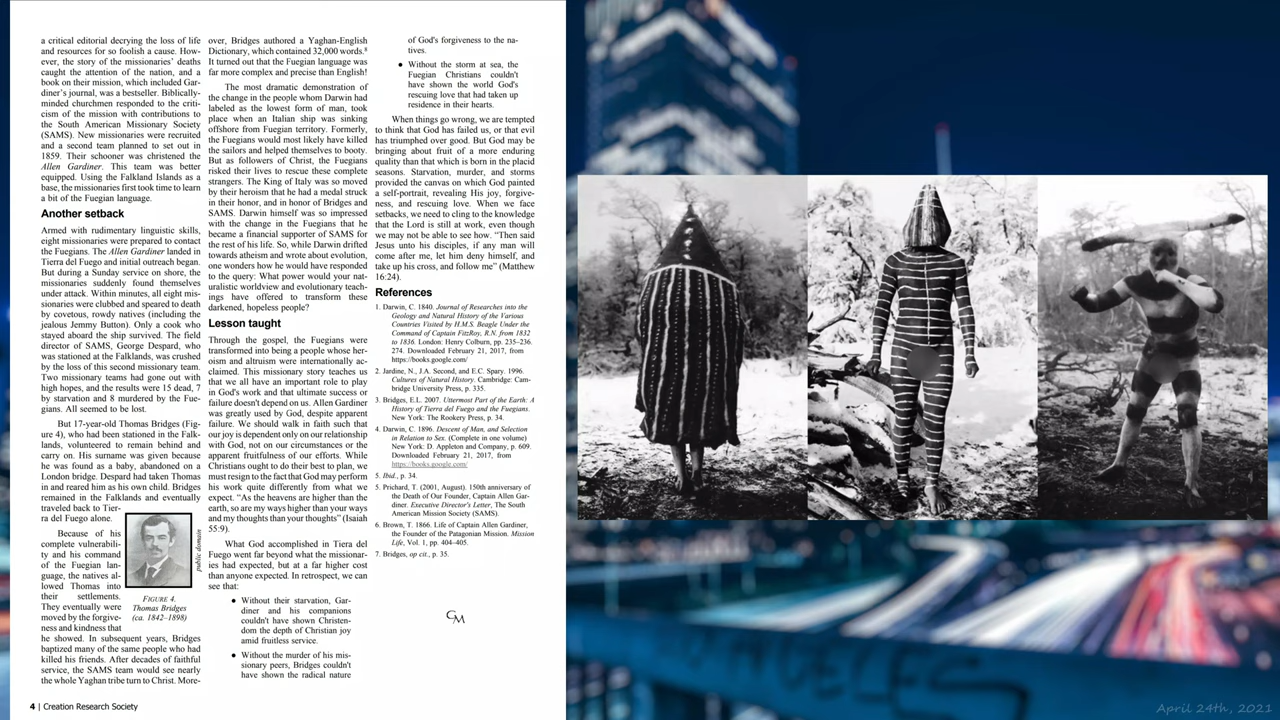 a critical editorial decrying the loss of life
and resources for so foolish a cause. How-
ever, the story of the missionaries' deaths
caught the attention of the nation, and a
book on their mission, which included Gar-
diner's journal, was a bestseller. Biblically-
minded churchmen responded to the criti-
cism of the mission with contributions to
the South American Missionary Society
(SAMS). New missionaries were recruited
and a second team planned to set out in
1859. Their schooner was christened the
Allen Gardiner. This team was better
equipped. Using the Falkland Islands as a
base, the missionaries first took time to learn
a bit of the Fuegian language.
Another setback
Armed with rudimentary linguistic skills,
eight missionaries were prepared to contact
the Fuegians. The Allen Gardiner landed in
Tierra del Fuego and initial outreach began.
But during a Sunday service on shore, the
missionaries suddenly found themselves
under attack. Within minutes, all eight mis-
sionaries were clubbed and speared to death
by covetous, rowdy natives (including the
jealous Jemmy Button). Only a cook who
stayed aboard the ship survived. The field
director of SAMS, George Despard, who
was stationed at the Falklands, was crushed
by the loss of this second missionary team.
Two missionary teams had gone out with
high hopes, and the results were 15 dead, 7
by starvation and 8 murdered by the Fue-
gians. All seemed to be lost.
But 17-year-old Thomas Bridges (Fig-
ure 4), who had been stationed in the Falk-
lands, volunteered to remain behind and
carry on. His surname was given because
he was found as a baby, abandoned on a
London bridge. Despard had taken Thomas
in and reared him as his own child. Bridges
remained in the Falklands and eventually
traveled back to Tier-
ra del Fuego alone.
Because of his
complete vulnerabili-
ty and his command
of the Fuegian lan-
guage, the natives al-
lowed Thomas into
their settlements.
They eventually were
moved by the forgive-
ness and kindness that
he showed. In subsequent years, Bridges
baptized many of the same people who had
killed his friends. After decades of faithful
service, the SAMS team would see nearly
the whole Yaghan tribe turn to Christ. More-
public domain
FIGURE 4.
Thomas Bridges
(ca. 1842–1898)
over, Bridges authored a Yaghan-English
Dictionary, which contained 32,000 words.8
It turned out that the Fuegian language was
far more complex and precise than English!
The most dramatic demonstration of
the change in the people whom Darwin had
labeled as the lowest form of man, took
place when an Italian ship was sinking
offshore from Fuegian territory. Formerly,
the Fuegians would most likely have killed
the sailors and helped themselves to booty.
But as followers of Christ, the Fuegians
risked their lives to rescue these complete
strangers. The King of Italy was so moved
by their heroism that he had a medal struck
in their honor, and in honor of Bridges and
SAMS. Darwin himself was so impressed
with the change in the Fuegians that he
became a financial supporter of SAMS for
the rest of his life. So, while Darwin drifted
towards atheism and wrote about evolution,
one wonders how he would have responded
to the query: What power would your nat-
uralistic worldview and evolutionary teach-
ings have offered to transform these
darkened, hopeless people?
Lesson taught
Through the gospel, the Fuegians were
transformed into being a people whose her-
oism and altruism were internationally ac-
claimed. This missionary story teaches us
that we all have an important role to play
in God's work and that ultimate success or
failure doesn't depend on us. Allen Gardiner
was greatly used by God, despite apparent
failure. We should walk in faith such that
our joy is dependent only on our relationship
with God, not on our circumstances or the
apparent fruitfulness of our efforts. While
Christians ought to do their best to plan, we
must resign to the fact that God may perform
his work quite differently from what we
expect. “As the heavens are higher than the
earth, so are my ways higher than your ways
and my thoughts than your thoughts” (Isaiah
55:9).
What God accomplished in Tiera del
Fuego went far beyond what the missionar-
ies had expected, but at a far higher cost
than anyone expected. In retrospect, we can
see that:
● Without their starvation, Gar-
diner and his companions
couldn't have shown Christen-
dom the depth of Christian joy
amid fruitless service.
● Without the murder of his mis-
sionary peers, Bridges couldn't
have shown the radical nature
of God's forgiveness to the na-
tives.
● Without the storm at sea, the
Fuegian Christians couldn't
have shown the world God's
rescuing love that had taken up
residence in their hearts.
When things go wrong, we are tempted
to think that God has failed us, or that evil
has triumphed over good. But God may be
bringing about fruit of a more enduring
quality than that which is born in the placid
seasons. Starvation, murder, and storms
provided the canvas on which God painted
a self-portrait, revealing His joy, forgive-
ness, and rescuing love. When we face
setbacks, we need to cling to the knowledge
that the Lord is still at work, even though
we may not be able to see how. “Then said
Jesus unto his disciples, if any man will
come after me, let him deny himself, and
take up his cross, and follow me” (Matthew
16:24).
References
1. Darwin, C. 1840. Journal of Researches into the
Geology and Natural History of the Various
Countries Visited by H.M.S. Beagle Under the
Command of Captain FitzRoy, R.N. from 1832
to 1836. London: Henry Colburn, pp. 235–236.
274. Downloaded February 21, 2017, from
https://books.google.com/
2. Jardine, N., J.A. Second, and E.C. Spary. 1996.
Cultures of Natural History. Cambridge: Cam-
bridge University Press, p. 335.
3. Bridges, E.L. 2007. Uttermost Part of the Earth: A
History of Tierra del Fuego and the Fuegians.
New York: The Rookery Press, p. 34.
4. Darwin, C. 1896. Descent of Man, and Selection
in Relation to Sex. (Complete in one volume)
New York: D. Appleton and Company, p. 609.
Downloaded February 21, 2017, from
https://books.google.com/
5. Ibid., p. 34.
5. Prichard, T. (2001, August). 150th anniversary of
the Death of Our Founder, Captain Allen Gar-
diner. Executive Director's Letter, The South
American Mission Society (SAMS).
6. Brown, T. 1866. Life of Captain Allen Gardiner,
the Founder of the Patagonian Mission. Mission
Life, Vol. 1, pp. 404–405.
7. Bridges, op cit., p. 35.
CM
4 | Creation Research Society
April 24th, 2021